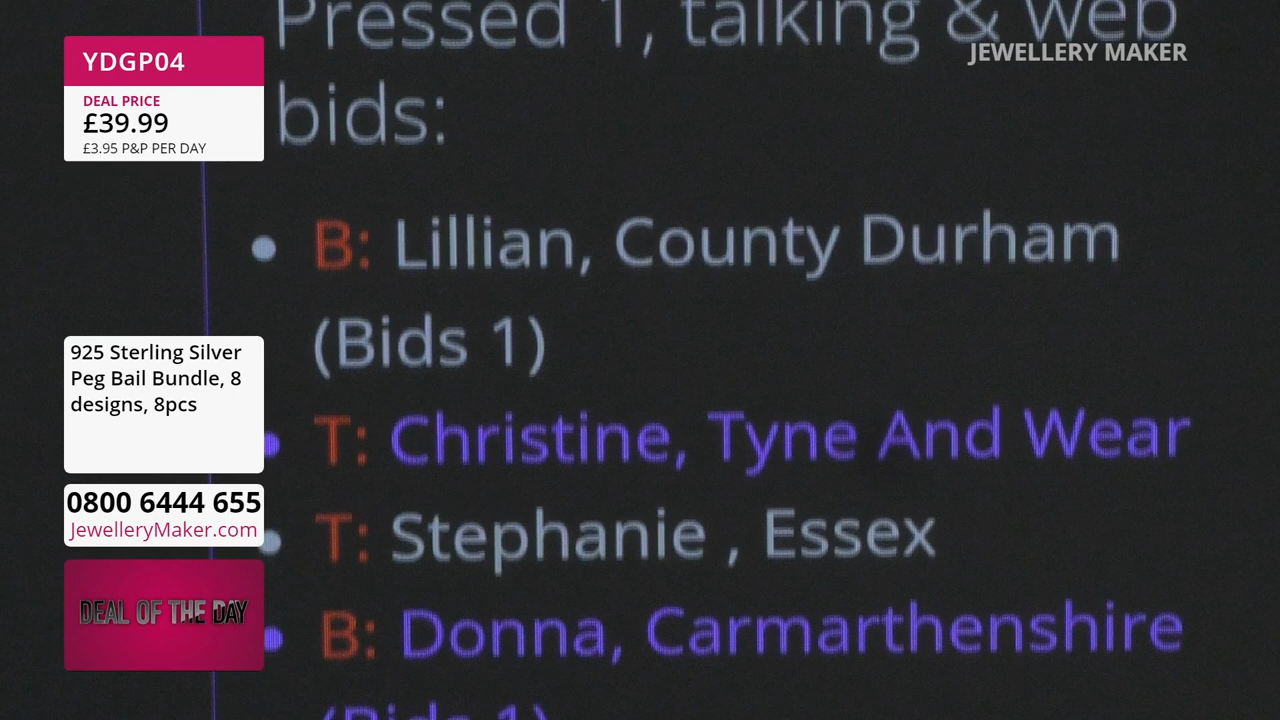 YDGP04
DEAL PRICE
£39.99
£3.95 P&P PER DAY
925 Sterling Silver
Peg Bail Bundle, 8
designs, 8pcs
0800 6444 655
JewelleryMaker.com
DEAL OF THE DAY
JEWELLERY MAKER
Pressed 1, talking & web
bids:
• B: Lillian, County Durham
(Bids 1)
• T: Christine, Tyne And Wear
• T: Stephanie , Essex
• B: Donna, Carmarthenshire
(Bids 1)